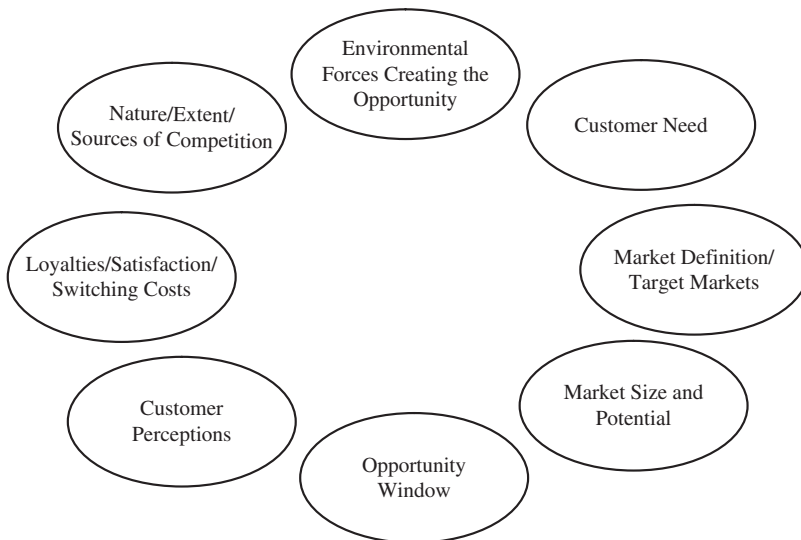 Environmental
Forces Creating the
Opportunity
Customer Need
Market Definition/
Target Markets
Market Size and
Potential
Opportunity
Window
Customer
Perceptions
Loyalties/Satisfaction/
Switching Costs
Nature/Extent/
Sources of Competition